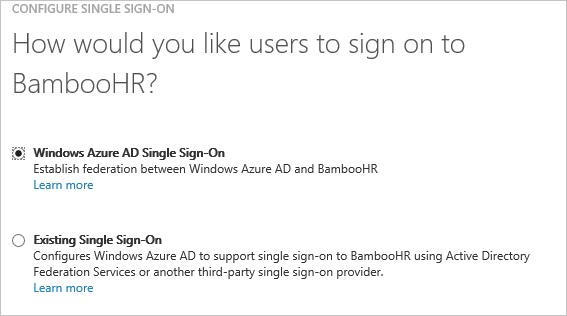 CONFIGURE SINGLE SIGN-ON
How would you like users to sign on to
BambooHR?
Windows Azure AD Single Sign-On
Establish federation between Windows Azure AD and BambooHR
Learn more
Existing Single Sign-On
Configures Windows Azure AD to support single sign-on to BambooHR using Active Directory
Federation Services or another third-party single sign-on provider.
Learn more